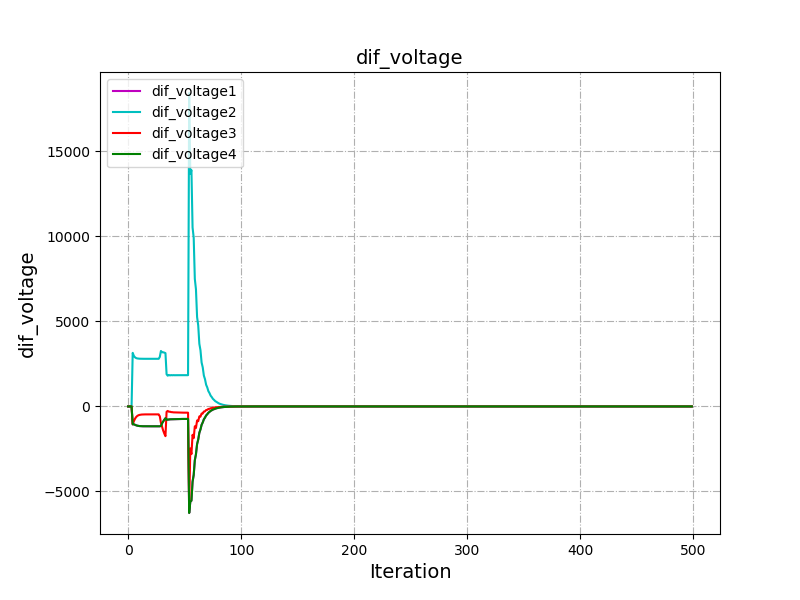 dif_voltage
dif_voltage1
dif_voltage2
dif_voltage3
dif_voltage4
15000
10000
5000
0
−5000
dif_voltage
0
100
200
300
400
500
Iteration